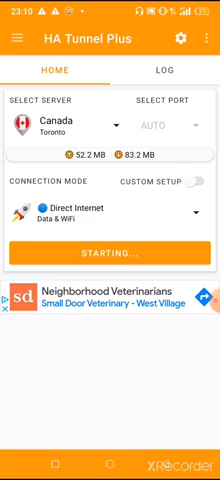 23:10
HA Tunnel Plus
HOME LOG
SELECT SERVER SELECT PORT
Canada
Toronto
AUTO
52.2 MB 83.2 MB
CONNECTION MODE CUSTOM SETUP
Direct Internet
Data & WiFi
STARTING...
sd
Neighborhood Veterinarians
Small Door Veterinary - West Village
XRecorder